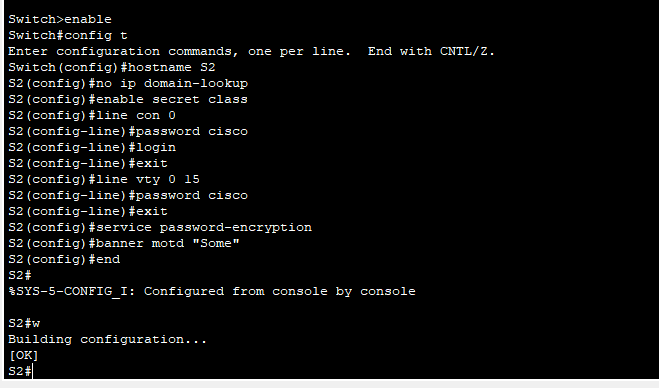 Switch>enable
Switch#config t
Enter configuration commands, one per line.  End with CNTL/Z.
Switch(config)#hostname S2
S2(config)#no ip domain-lookup
S2(config)#enable secret class
S2(config)#line con 0
S2(config-line)#password cisco
S2(config-line)#login
S2(config-line)#exit
S2(config)#line vty 0 15
S2(config-line)#password cisco
S2(config-line)#exit
S2(config)#service password-encryption
S2(config)#banner motd "Some"
S2(config)#end
S2#
%SYS-5-CONFIG_I: Configured from console by console
S2#w
Building configuration...
[OK]
S2#